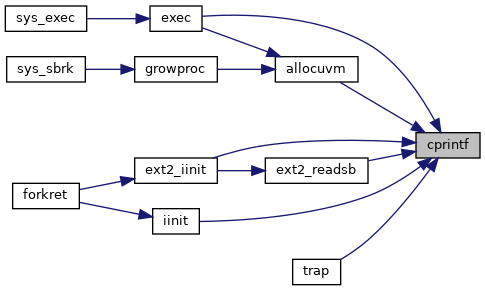 sys_exec
exec
sys_sbrk
growproc
allocuvm
cprintf
ext2_iinit
ext2_readsb
forkret
iinit
trap